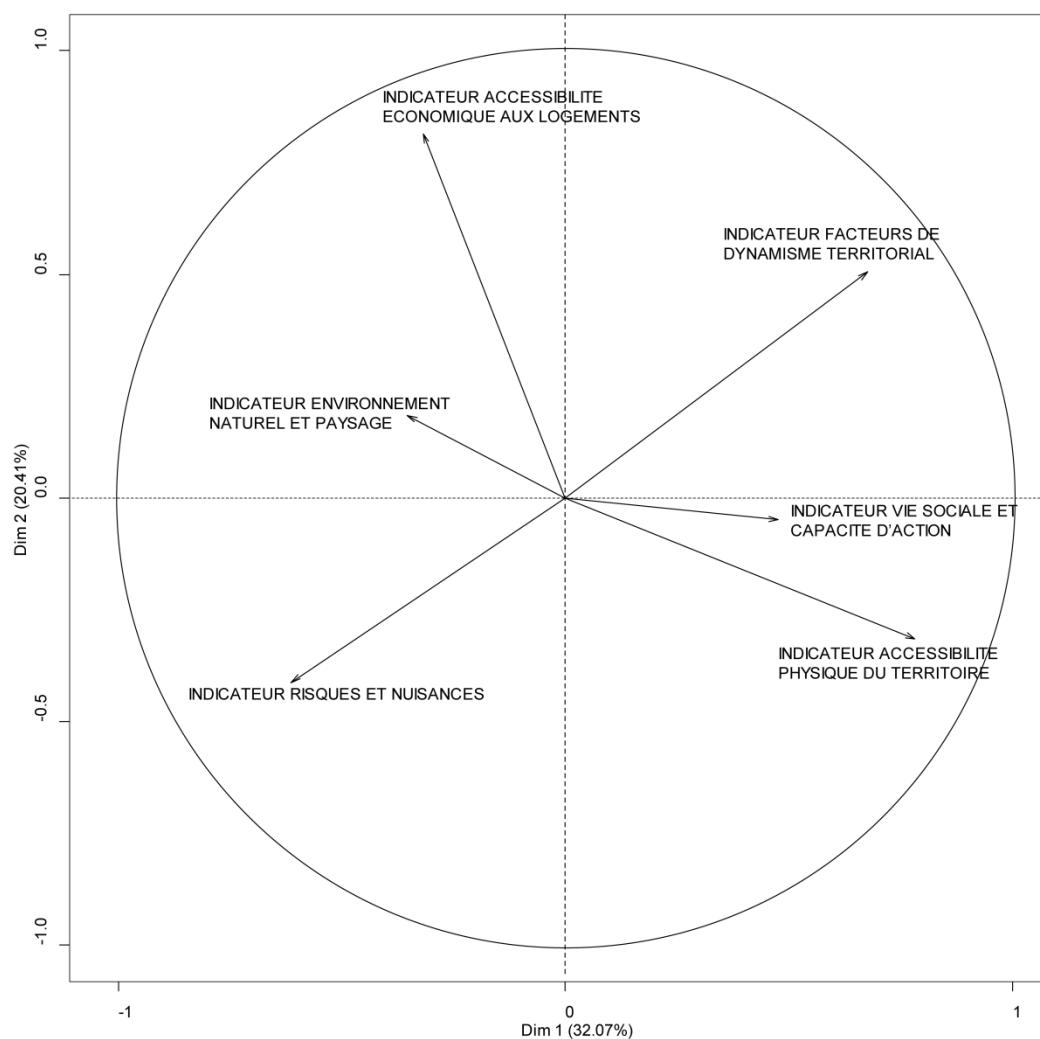 1.0
INDICATEUR ACCESSIBILITE
ECONOMIQUE AUX LOGEMENTS
INDICATEUR FACTEURS DE
DYNAMISME TERRITORIAL
0.5
INDICATEUR ENVIRONNEMENT
NATUREL ET PAYSAGE
Dim 2 (20.41%)
0.0
INDICATEUR VIE SOCIALE ET
CAPACITE D'ACTION
INDICATEUR ACCESSIBILITE
PHYSIQUE DU TERRITOIRE
INDICATEUR RISQUES ET NUISANCES
-0.5
-1.0
-1
0
1
Dim 1 (32.07%)